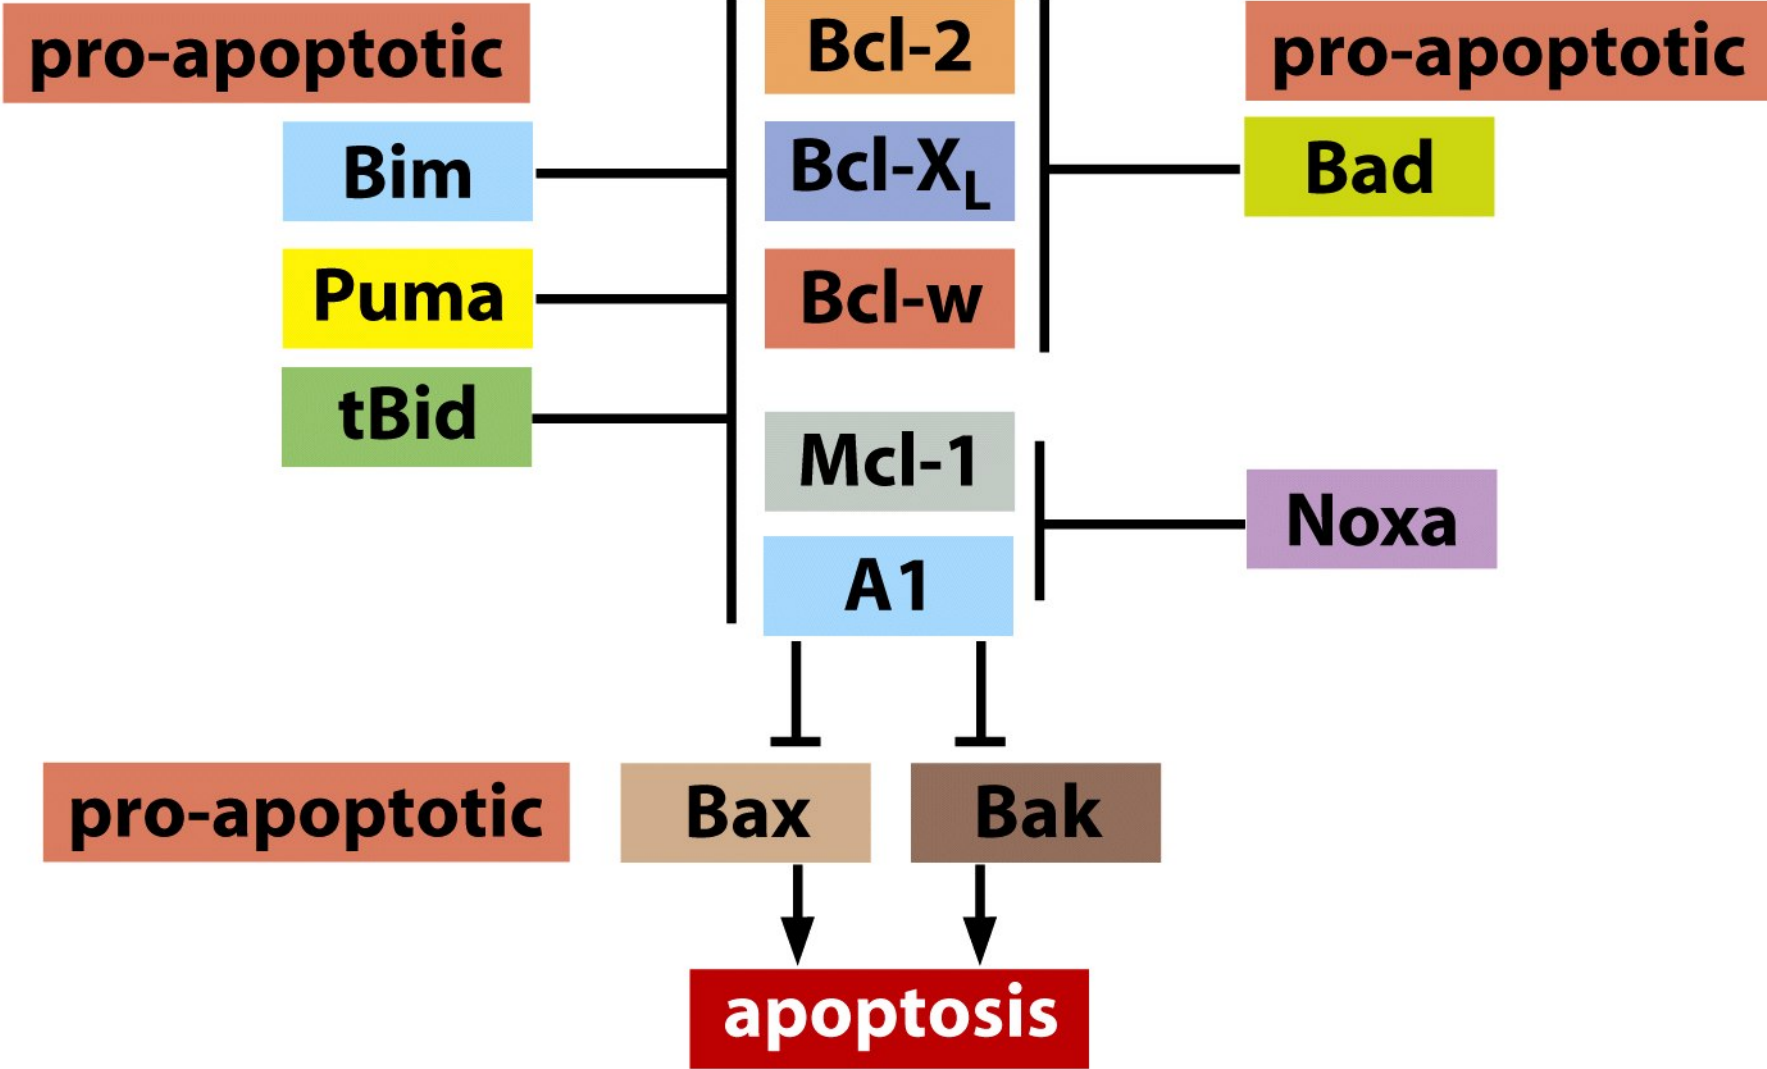 pro-apoptotic
Bcl-2
pro-apoptotic
Bim
Bcl-XL
Bad
Puma
Bcl-w
tBid
Mcl-1
Noxa
A1
pro-apoptotic
Bax
Bak
apoptosis